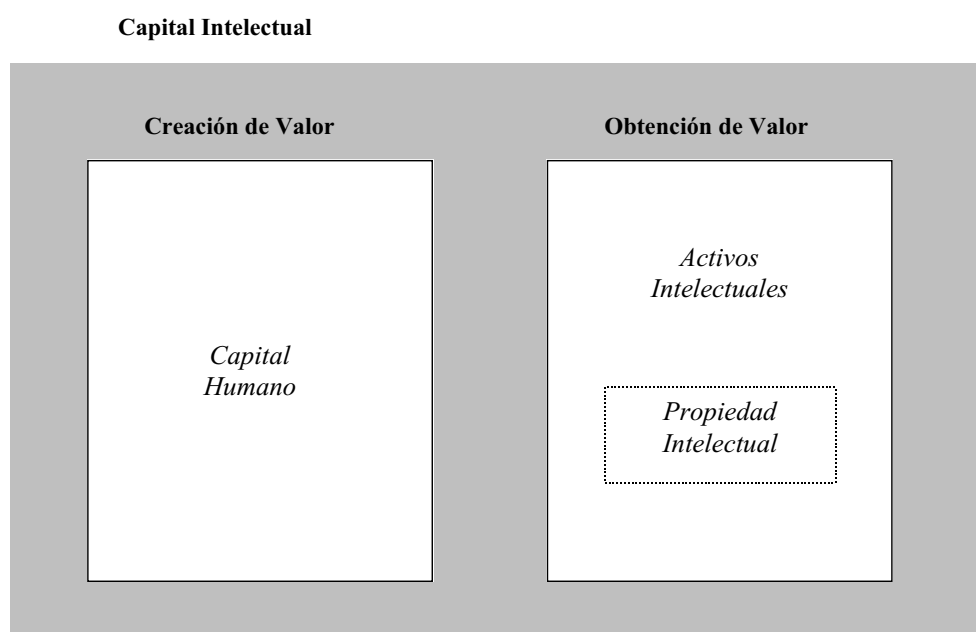 Capital Intelectual
Creación de Valor
Obtención de Valor
Capital
Humano
Activos
Intelectuales
Propiedad
Intelectual